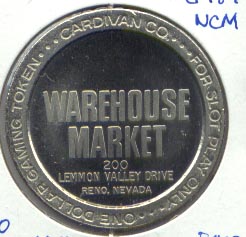 NCM
CARDIVAN CO.
FOR SLOT PLAY ONLY
ONE DOLLAR GAMING TOKEN
WAREHOUSE
MARKET
200
LEMMON VALLEY DRIVE
RENO, NEVADA